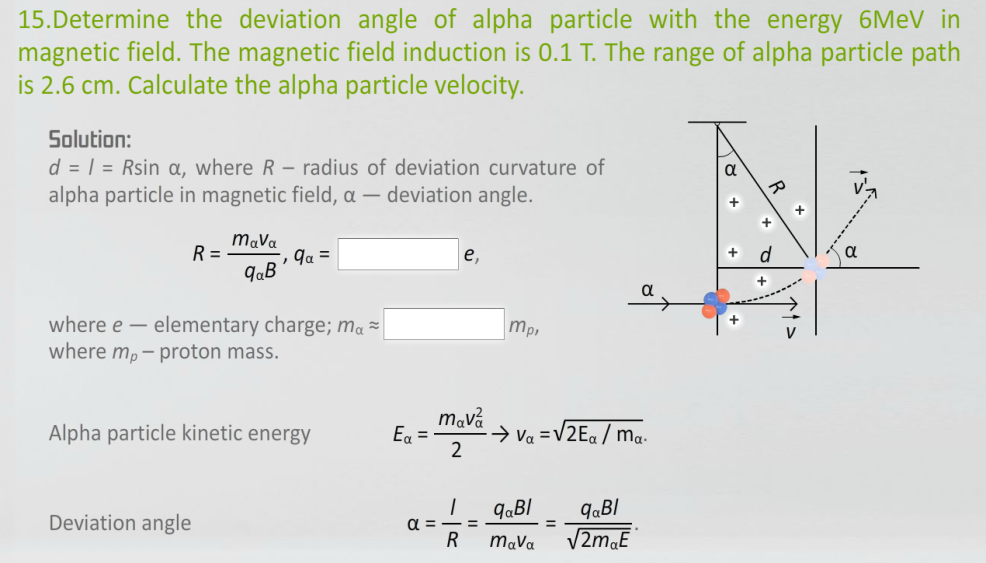 15.Determine the deviation angle of alpha particle with the energy 6MeV in
magnetic field. The magnetic field induction is 0.1 T. The range of alpha particle path
is 2.6 cm. Calculate the alpha particle velocity.
Solution:
d = l = Rsin α, where R – radius of deviation curvature of
alpha particle in magnetic field, α — deviation angle.
R = mαvα / qαB , qα = e,
where e — elementary charge; mα ≈ mp,
where mp – proton mass.
Alpha particle kinetic energy Eα = mαvα² / 2 → vα = √2Eα / mα.
Deviation angle α = l / R = qαBl / mαvα = qαBl / √2mαE .
α
R
+
+
+
v'
+
d
α
+
α
+
v